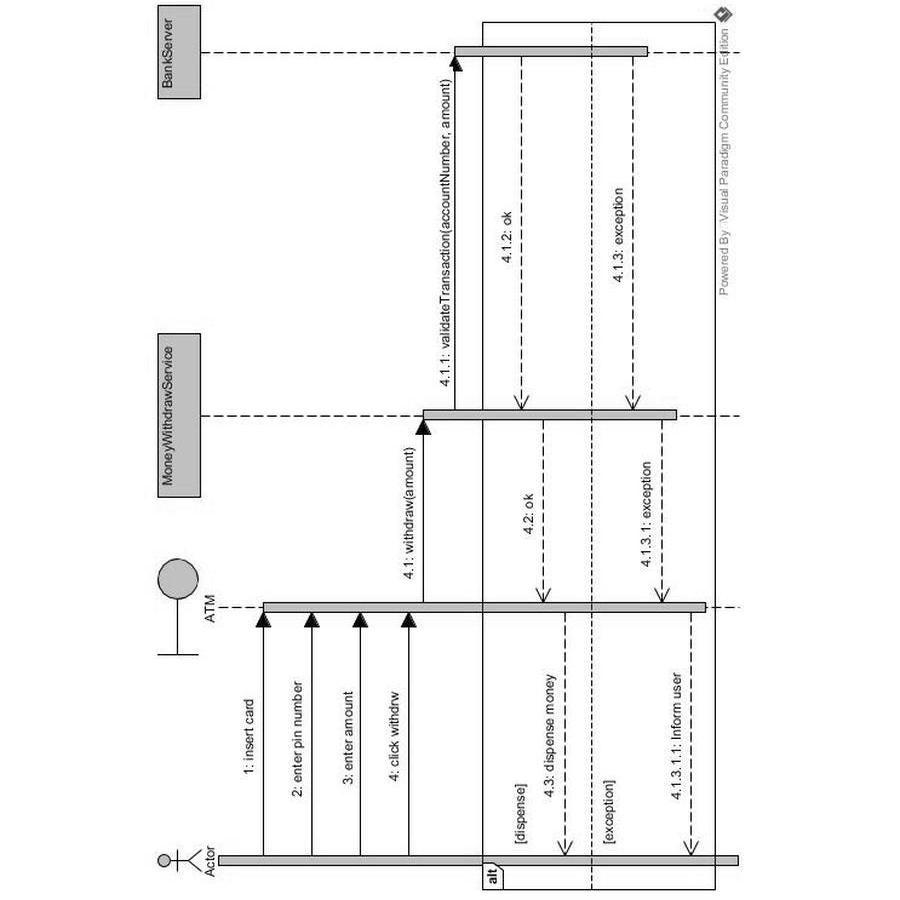 Actor
ATM
MoneyWithdrawService
BankServer
1: insert card
2: enter pin number
3: enter amount
4: click withdrw
4.1: withdraw(amount)
4.1.1: validateTransaction(accountNumber, amount)
alt
[dispense]
4.1.2: ok
4.2: ok
4.3: dispense money
[exception]
4.1.3: exception
4.1.3.1: exception
4.1.3.1.1: Inform user
Powered By Visual Paradigm Community Edition